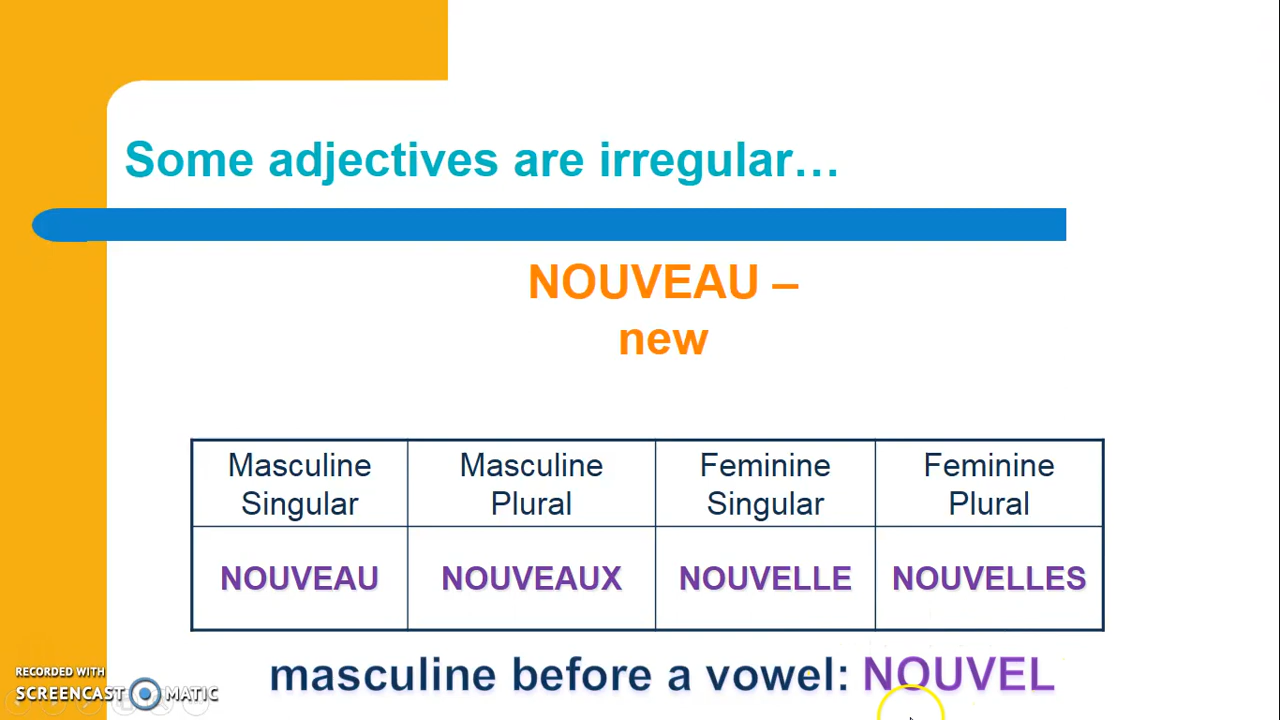 Some adjectives are irregular…
NOUVEAU –
new
Masculine Singular
Masculine Plural
Feminine Singular
Feminine Plural
NOUVEAU
NOUVEAUX
NOUVELLE
NOUVELLES
masculine before a vowel: NOUVEL
RECORDED WITH
SCREENCAST MATIC